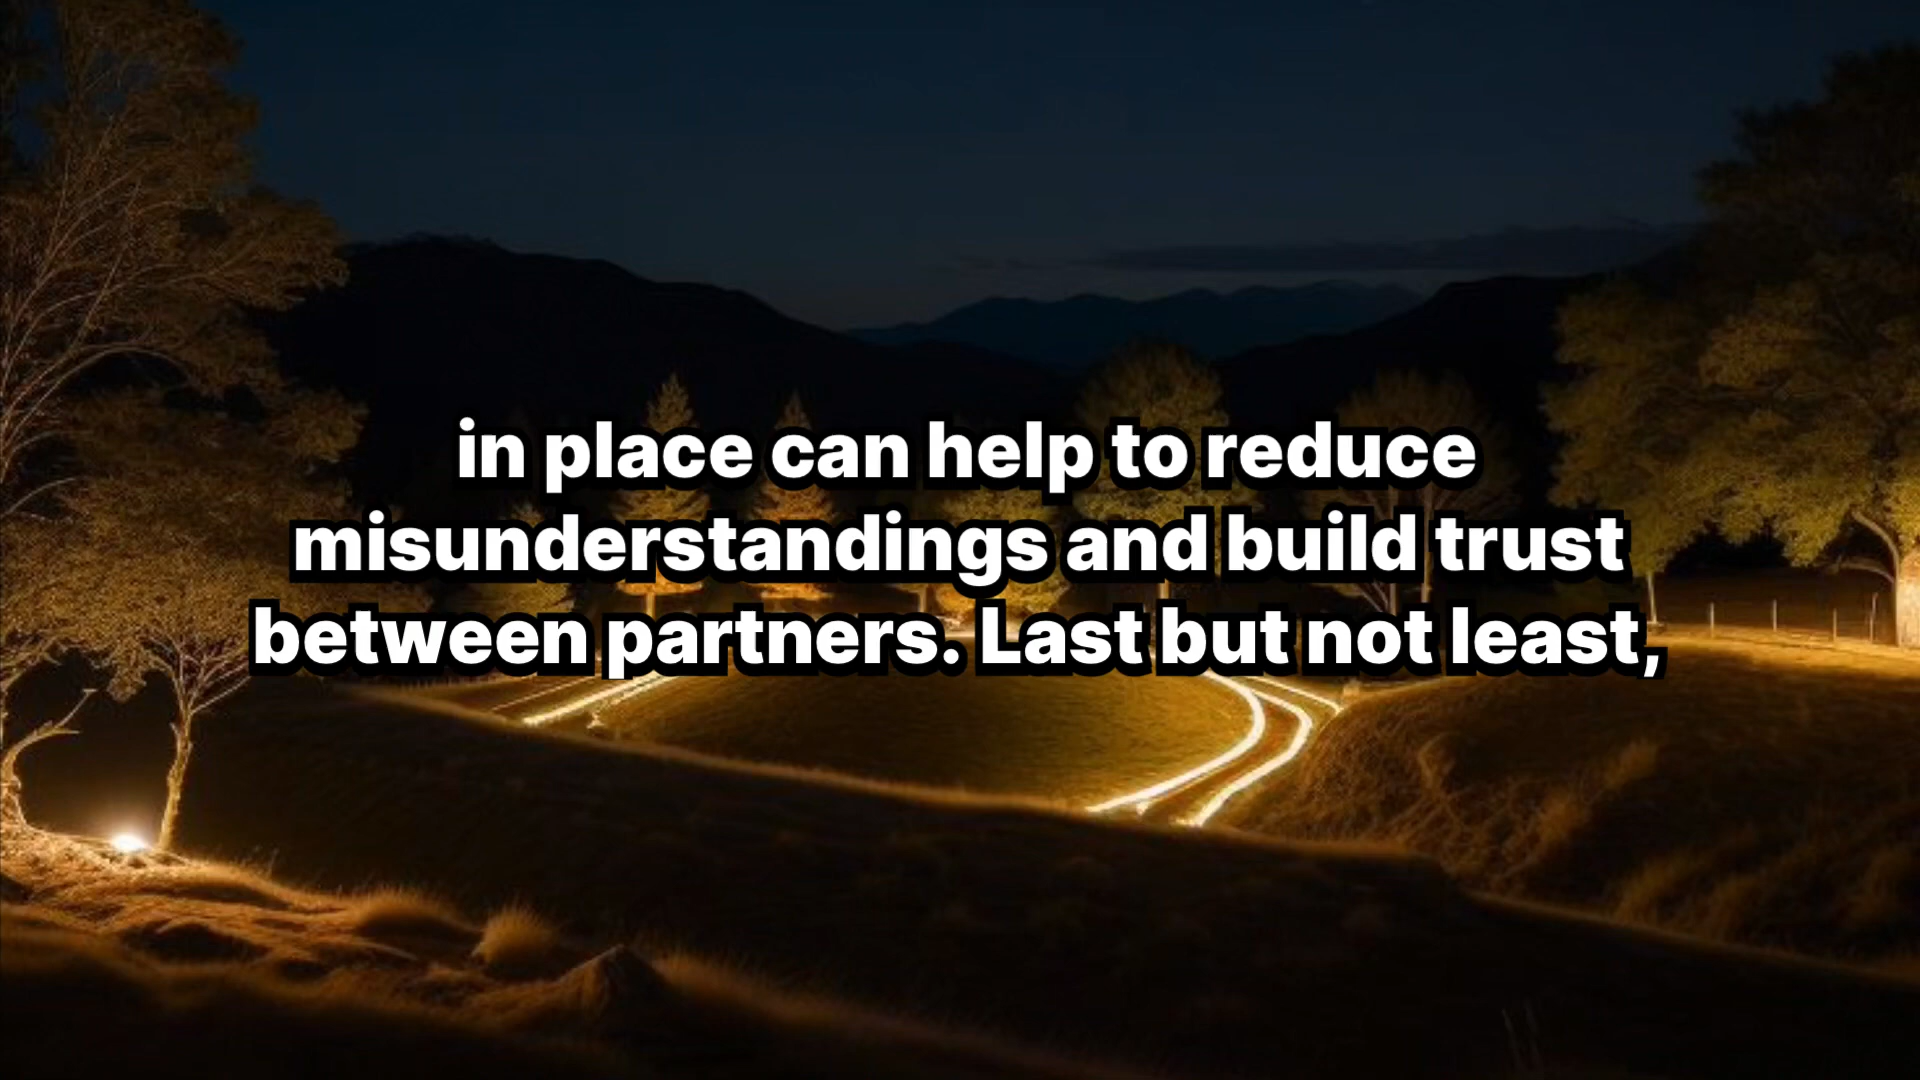 in place can help to reduce
misunderstandings and build trust
between partners. Last but not least,